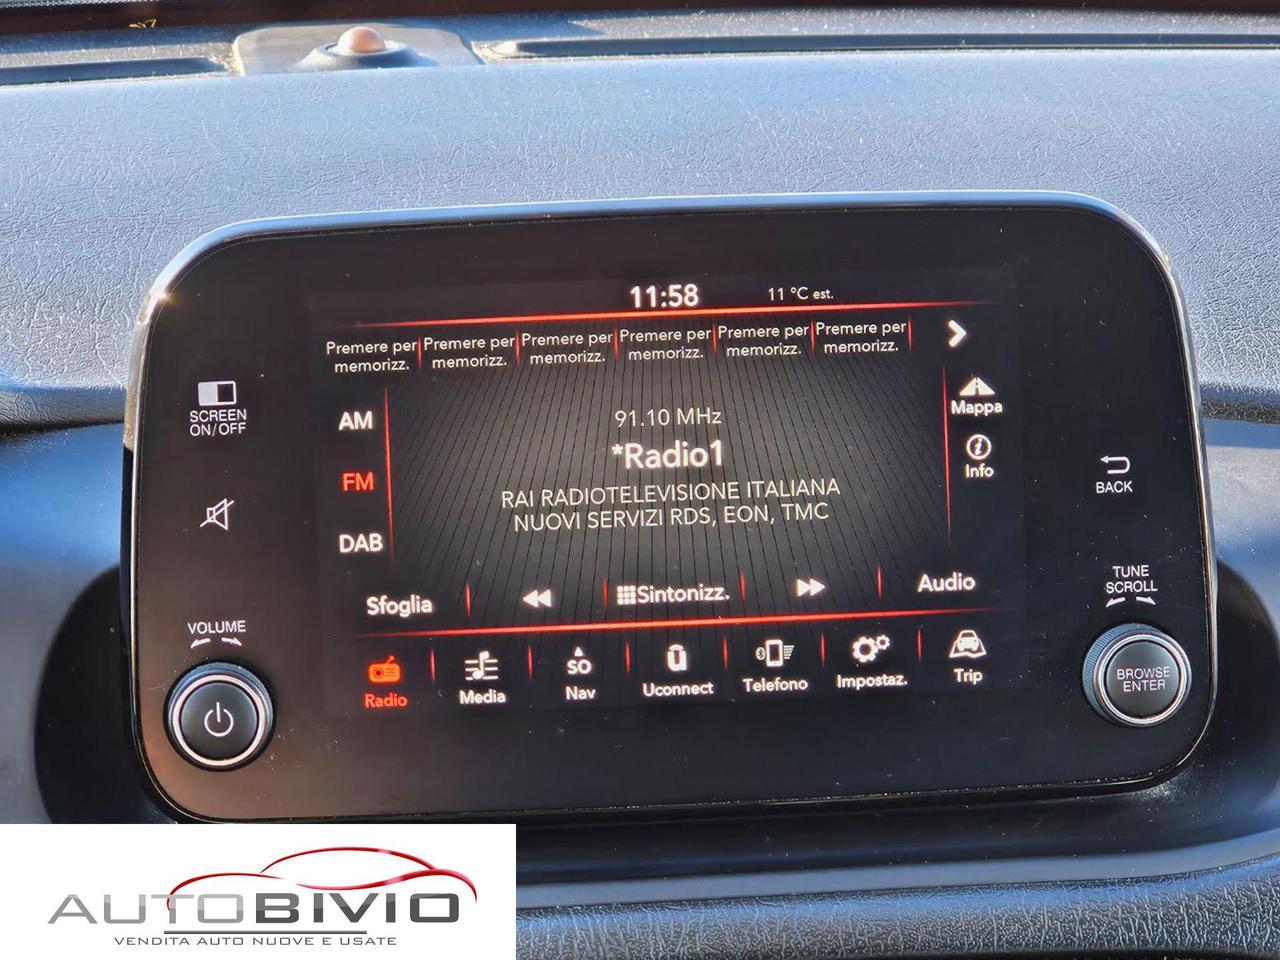 11:58
11 °C est.
Premere per memorizz.
Premere per memorizz.
Premere per memorizz.
Premere per memorizz.
Premere per memorizz.
Premere per memorizz.
SCREEN
ON/OFF
AM
FM
DAB
91.10 MHz
*Radio1
RAI RADIOTELEVISIONE ITALIANA
NUOVI SERVIZI RDS, EON, TMC
Mappa
Info
BACK
TUNE
SCROLL
Sfoglia
Sintonizz.
Audio
VOLUME
Radio
Media
SO
Nav
Uconnect
Telefono
Impostaz.
Trip
BROWSE
ENTER
AUTOBIVIO
VENDITA AUTO NUOVE E USATE